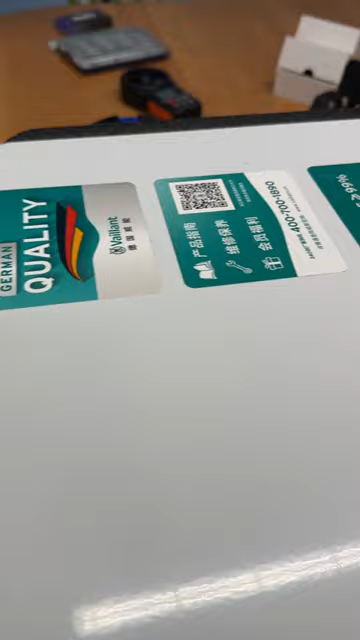 GERMAN
QUALITY
Vaillant
德国威能
产品指南
维修保养
会员福利
400-700-1890